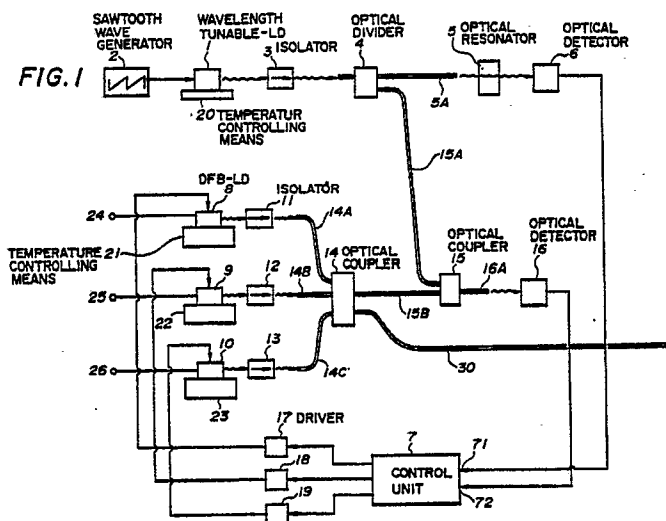 FIG.1
SAWTOOTH
WAVE
GENERATOR
2
WAVELENGTH
TUNABLE-LD
20 TEMPERATUR
CONTROLLING
MEANS
3 ISOLATOR
OPTICAL
DIVIDER
4
5 OPTICAL
RESONATOR
OPTICAL
DETECTOR
6
5A
15A
DFB-LD
8
24
TEMPERATURE
CONTROLLING 21
MEANS
ISOLATOR
11
14A
14
OPTICAL
COUPLER
OPTICAL
COUPLER
15
16A
OPTICAL
DETECTOR
16
25
9
22
12
14B
15B
26
10
23
13
14C
30
17 DRIVER
18
19
7
CONTROL
UNIT
71
72